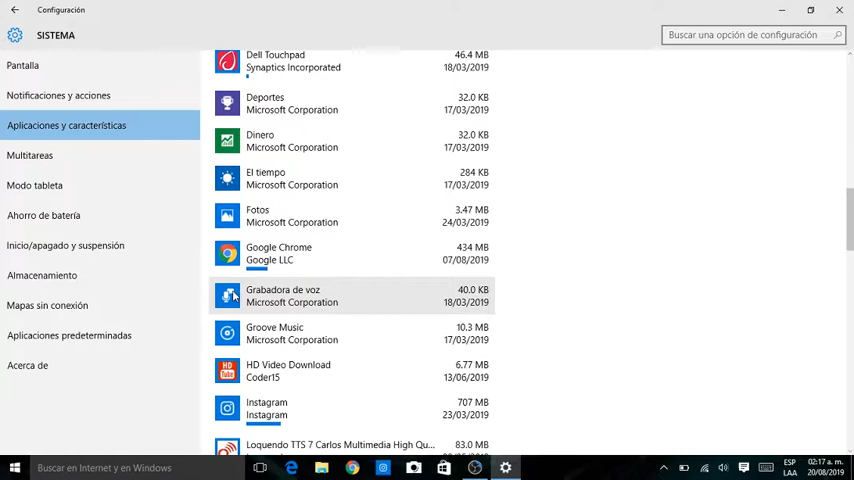 Configuración
SISTEMA
Buscar una opción de configuración
Pantalla
Notificaciones y acciones
Aplicaciones y características
Multitareas
Modo tableta
Ahorro de batería
Inicio/apagado y suspensión
Almacenamiento
Mapas sin conexión
Aplicaciones predeterminadas
Acerca de
Dell Touchpad 46.4 MB
Synaptics Incorporated 18/03/2019
Deportes 32.0 KB
Microsoft Corporation 17/03/2019
Dinero 32.0 KB
Microsoft Corporation 17/03/2019
El tiempo 284 KB
Microsoft Corporation 17/03/2019
Fotos 3.47 MB
Microsoft Corporation 24/03/2019
Google Chrome 434 MB
Google LLC 07/08/2019
Grabadora de voz 40.0 KB
Microsoft Corporation 18/03/2019
Groove Music 10.3 MB
Microsoft Corporation 17/03/2019
HD Video Download 6.77 MB
Coder15 13/06/2019
HD
Tube
Instagram 707 MB
Instagram 23/03/2019
Loquendo TTS 7 Carlos Multimedia High Qu... 83.0 MB
Buscar en Internet y en Windows
ESP 02:17 a. m.
LAA 20/08/2019